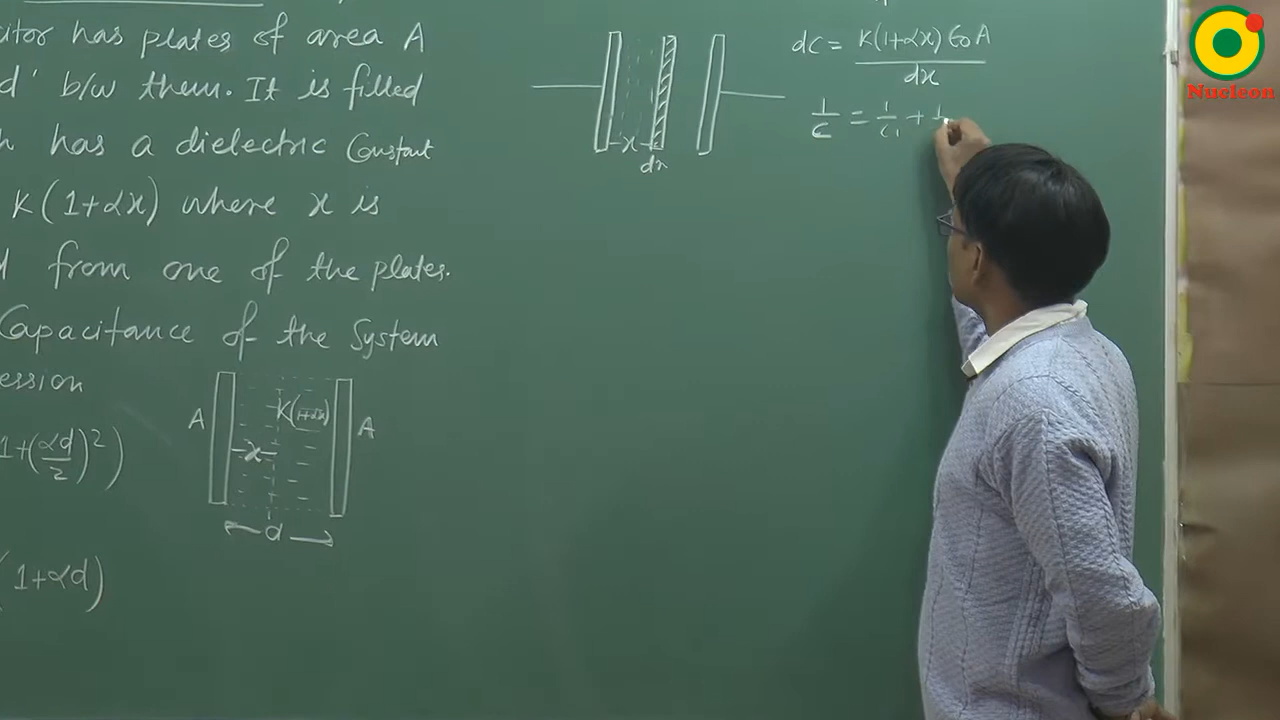 itor has plates of area A
d' b/w them. It is filled
h has a dielectric Constant
K(1+αx) where x is
from one of the plates.
Capacitance of the System
ession
1+(αd/2)²)
(1+αd)
A
K(1+αx)
A
x
d
x
dx
dC = K(1+αx)ϵ0A / dx
1/C = 1/C1 + 1
Nucleon